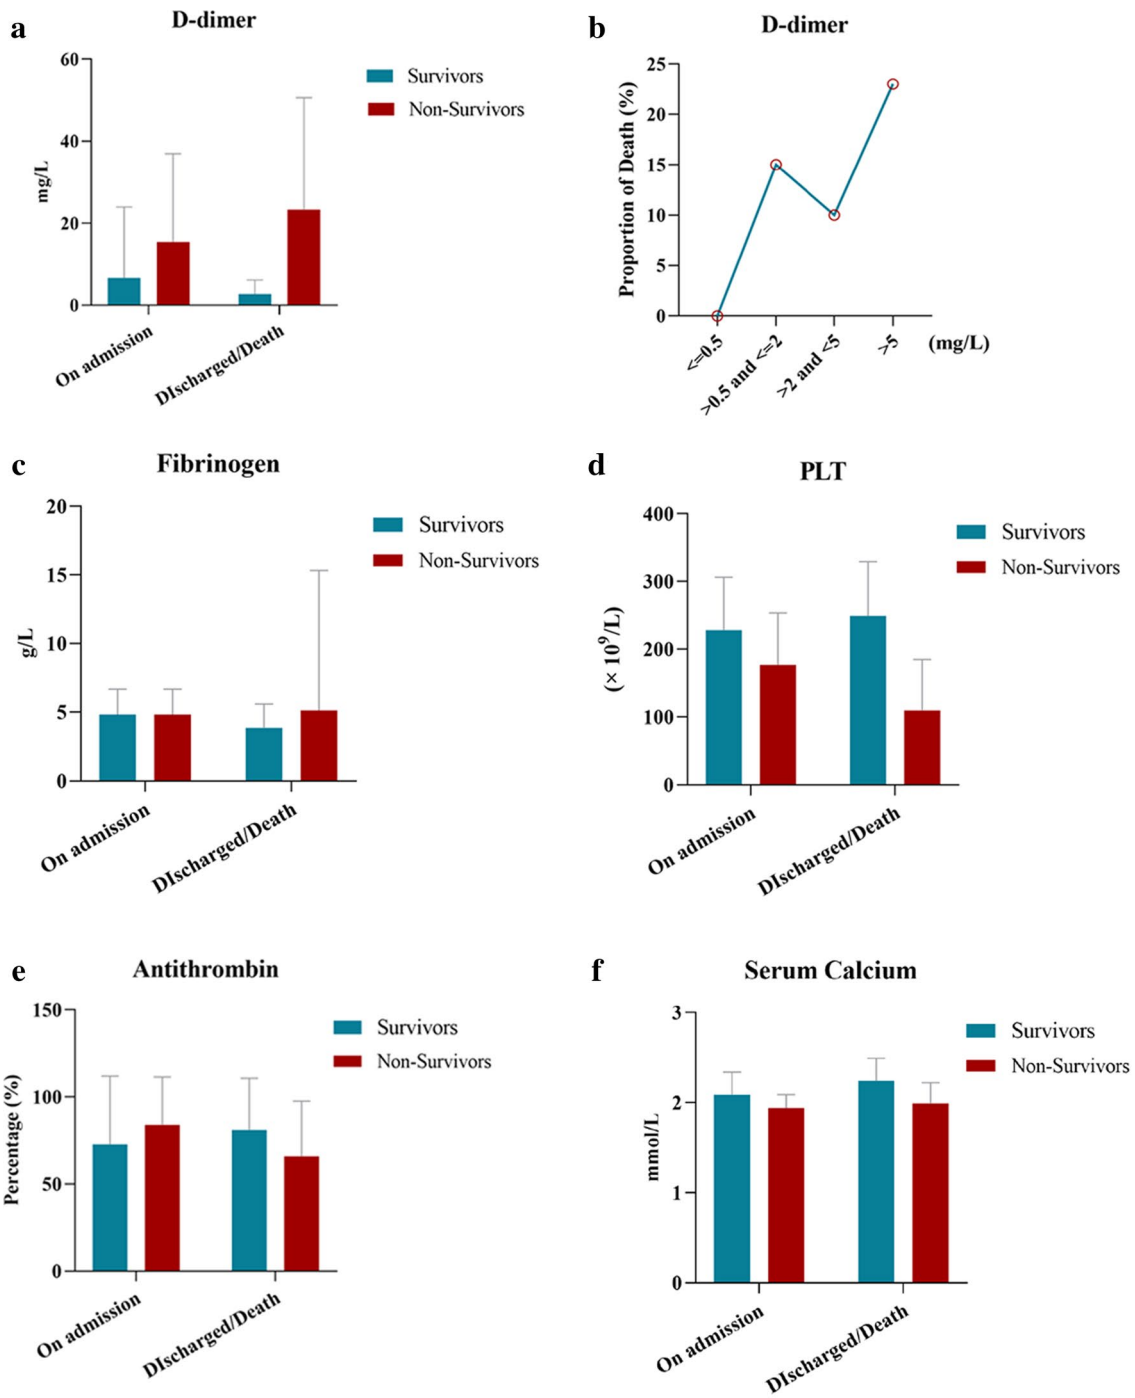 a
D-dimer
60
40
20
0
mg/L
Survivors
Non-Survivors
On admission
DIscharged/Death
b
D-dimer
25
20
15
10
5
0
Proportion of Death (%)
<=0.5
>0.5 and <=2
>2 and <5
>5
(mg/L)
c
Fibrinogen
20
15
10
5
0
g/L
Survivors
Non-Survivors
On admission
DIscharged/Death
d
PLT
400
300
200
100
0
(× 10⁹/L)
Survivors
Non-Survivors
On admission
DIscharged/Death
e
Antithrombin
150
100
50
0
Percentage (%)
Survivors
Non-Survivors
On admission
DIscharged/Death
f
Serum Calcium
3
2
1
0
mmol/L
Survivors
Non-Survivors
On admission
DIscharged/Death